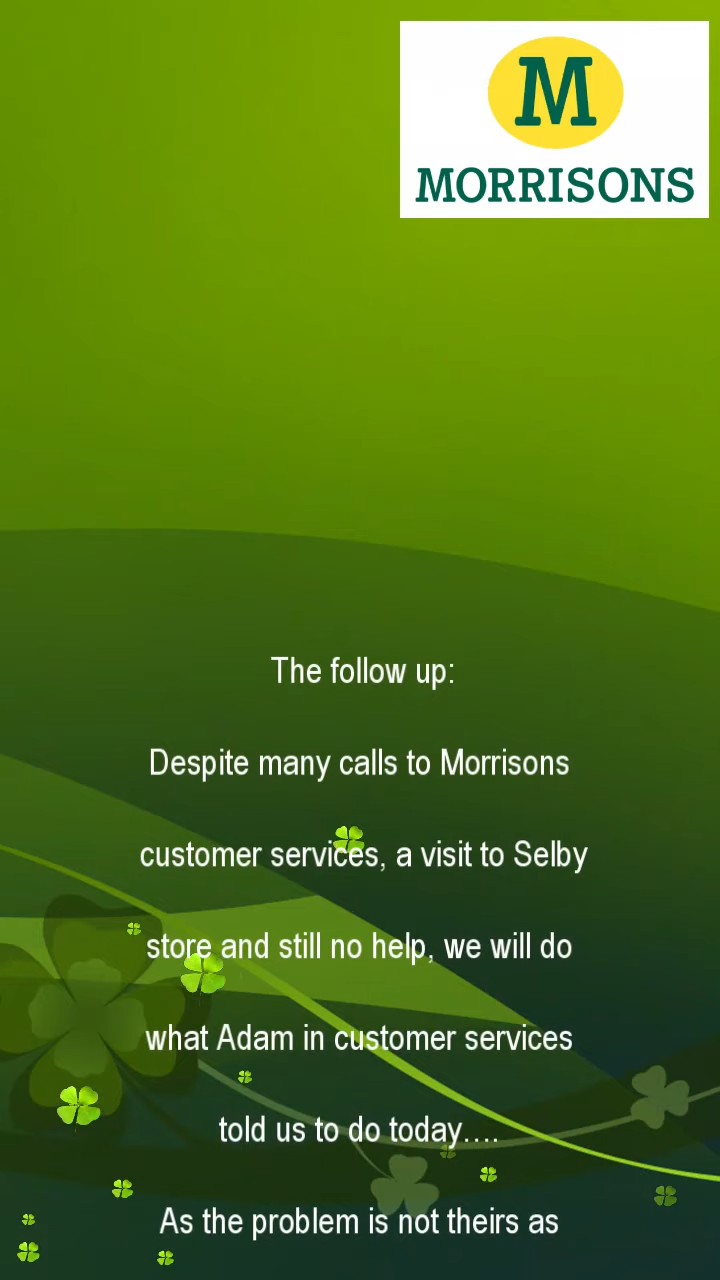 M
MORRISONS
The follow up:
Despite many calls to Morrisons
customer services, a visit to Selby
store and still no help, we will do
what Adam in customer services
told us to do today....
As the problem is not theirs as